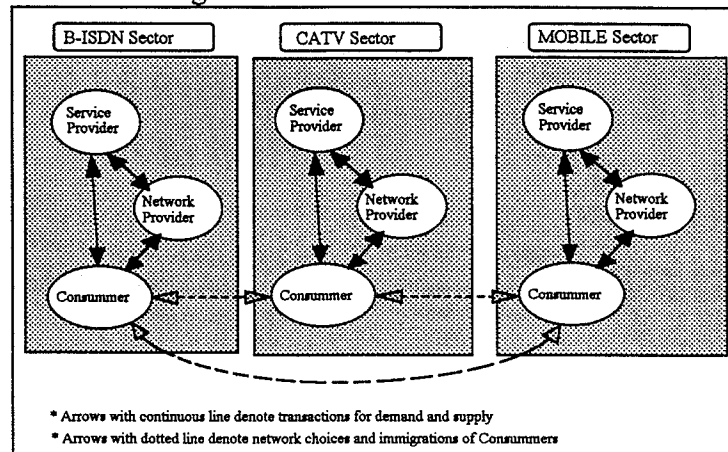 B-ISDN Sector
CATV Sector
MOBILE Sector
Service
Provider
Network
Provider
Consummer
Service
Provider
Network
Provider
Consummer
Service
Provider
Network
Provider
Consummer
* Arrows with continuous line denote transactions for demand and supply
* Arrows with dotted line denote network choices and immigrations of Consummers